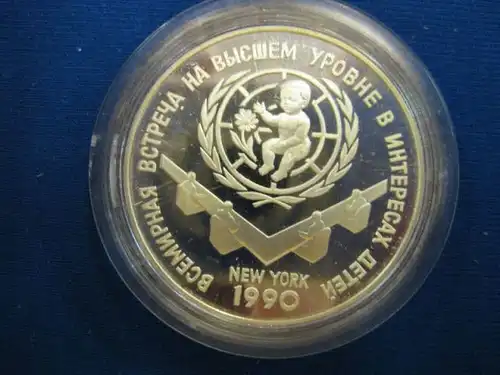 ВСЕМИРНАЯ ВСТРЕЧА НА ВЫСШЕМ УРОВНЕ В ИНТЕРЕСАХ ДЕТЕЙ
NEW YORK
1990